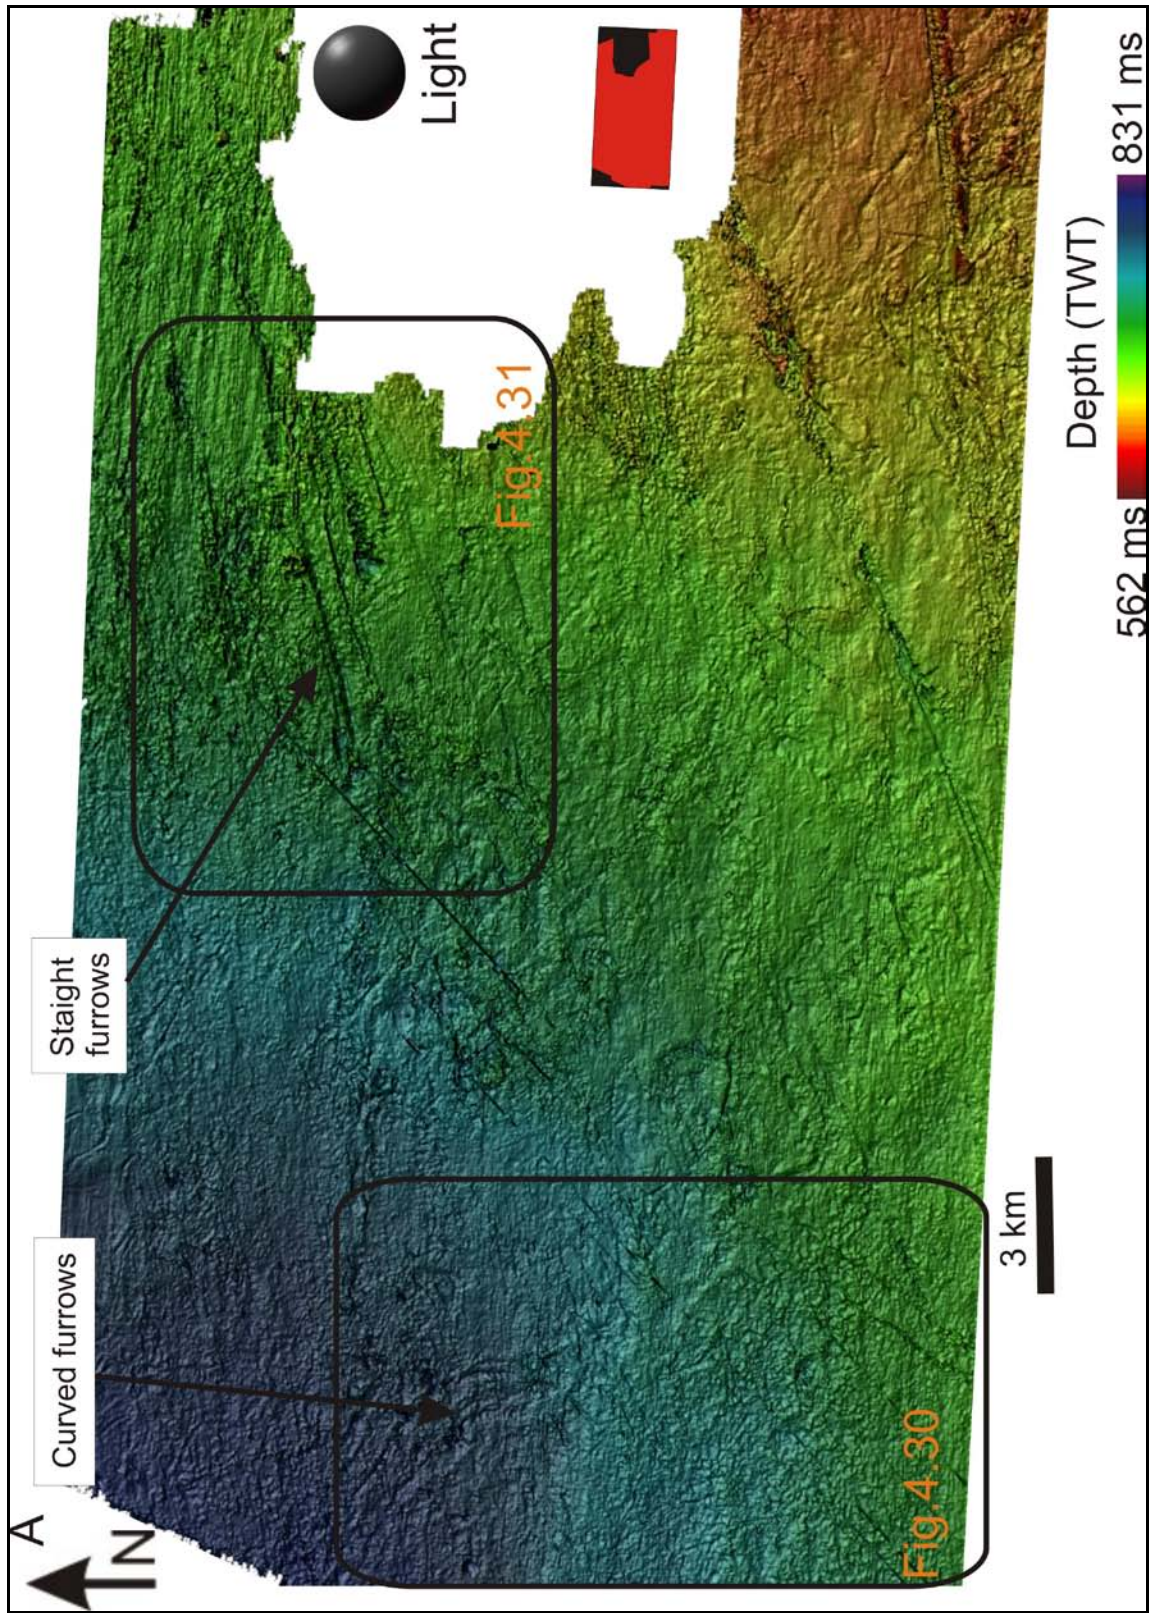 A
N
Curved furrows
Staight
furrows
Light
Fig.4.31
Fig.4.30
3 km
Depth (TWT)
562 ms
831 ms